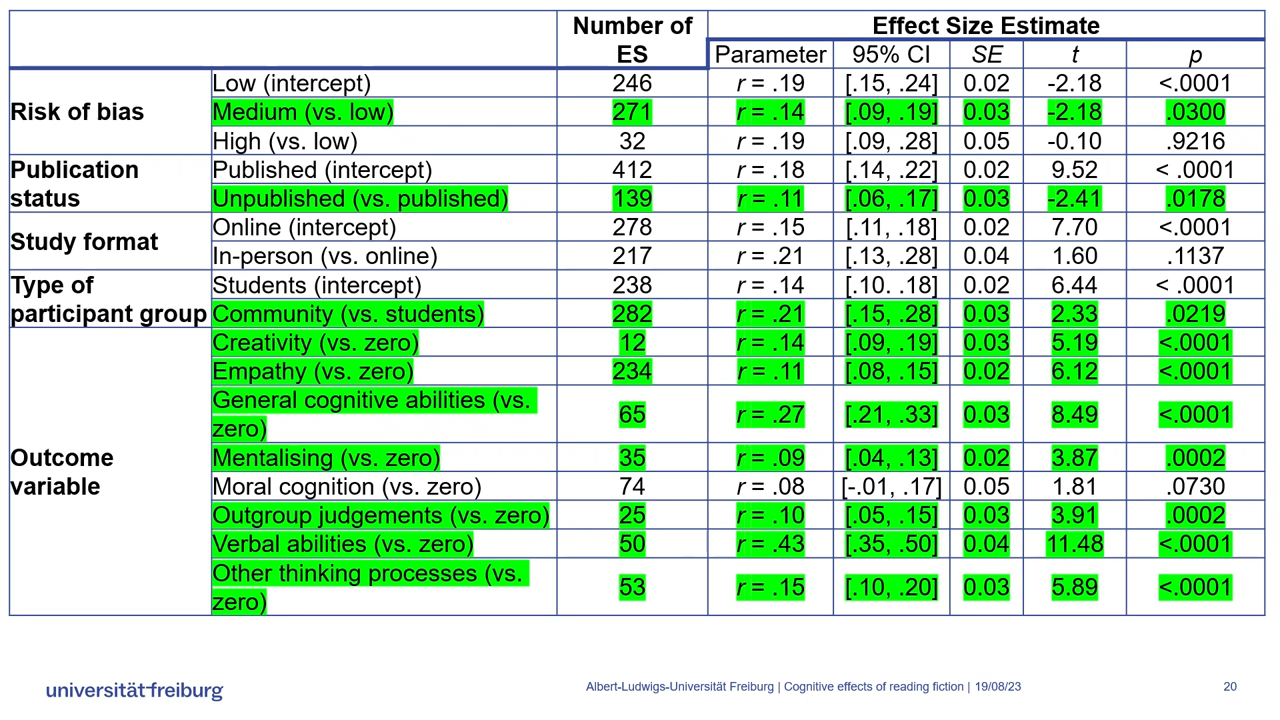 Number of ES Effect Size Estimate
Parameter 95% CI SE t p
Risk of bias Low (intercept) 246 r = .19 [.15, .24] 0.02 -2.18 <.0001
Medium (vs. low) 271 r = .14 [.09, .19] 0.03 -2.18 .0300
High (vs. low) 32 r = .19 [.09, .28] 0.05 -0.10 .9216
Publication status Published (intercept) 412 r = .18 [.14, .22] 0.02 9.52 < .0001
Unpublished (vs. published) 139 r = .11 [.06, .17] 0.03 -2.41 .0178
Study format Online (intercept) 278 r = .15 [.11, .18] 0.02 7.70 <.0001
In-person (vs. online) 217 r = .21 [.13, .28] 0.04 1.60 .1137
Type of participant group Students (intercept) 238 r = .14 [.10. .18] 0.02 6.44 < .0001
Community (vs. students) 282 r = .21 [.15, .28] 0.03 2.33 .0219
Outcome variable Creativity (vs. zero) 12 r = .14 [.09, .19] 0.03 5.19 <.0001
Empathy (vs. zero) 234 r = .11 [.08, .15] 0.02 6.12 <.0001
General cognitive abilities (vs. zero) 65 r = .27 [.21, .33] 0.03 8.49 <.0001
Mentalising (vs. zero) 35 r = .09 [.04, .13] 0.02 3.87 .0002
Moral cognition (vs. zero) 74 r = .08 [-.01, .17] 0.05 1.81 .0730
Outgroup judgements (vs. zero) 25 r = .10 [.05, .15] 0.03 3.91 .0002
Verbal abilities (vs. zero) 50 r = .43 [.35, .50] 0.04 11.48 <.0001
Other thinking processes (vs. zero) 53 r = .15 [.10, .20] 0.03 5.89 <.0001
universität freiburg
Albert-Ludwigs-Universität Freiburg | Cognitive effects of reading fiction | 19/08/23
20